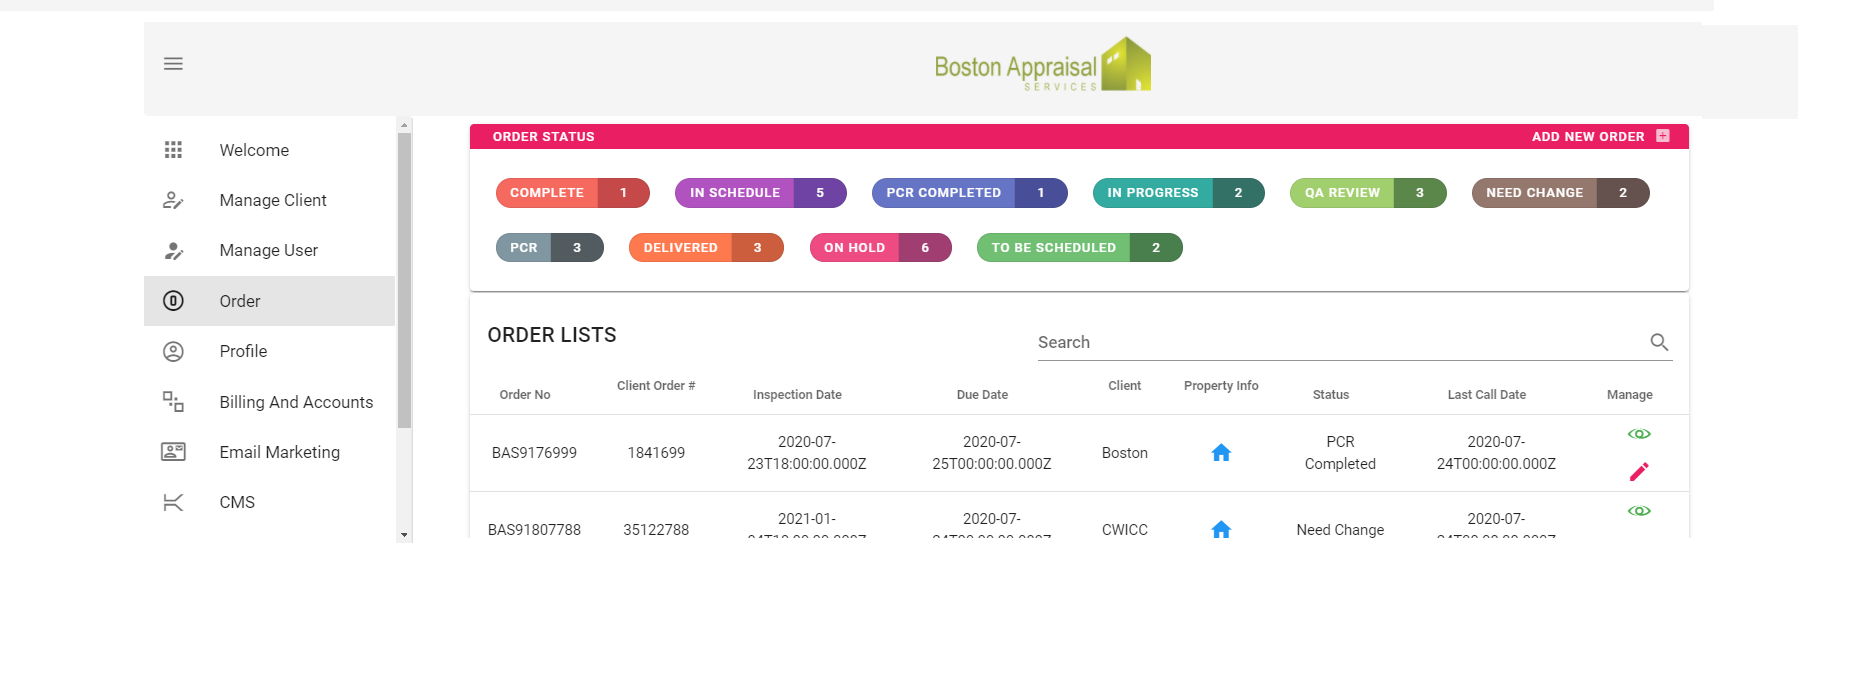 Boston Appraisal
SERVICES
Welcome
Manage Client
Manage User
Order
Profile
Billing And Accounts
Email Marketing
CMS
ORDER STATUS ADD NEW ORDER
COMPLETE 1 IN SCHEDULE 5 PCR COMPLETED 1 IN PROGRESS 2 QA REVIEW 3 NEED CHANGE 2
PCR 3 DELIVERED 3 ON HOLD 6 TO BE SCHEDULED 2
ORDER LISTS
Search
Order No Client Order # Inspection Date Due Date Client Property Info Status Last Call Date Manage
BAS9176999 1841699 2020-07-23T18:00:00.000Z 2020-07-25T00:00:00.000Z Boston PCR Completed 2020-07-24T00:00:00.000Z
BAS91807788 35122788 2021-01- 2020-07- CWICC Need Change 2020-07-